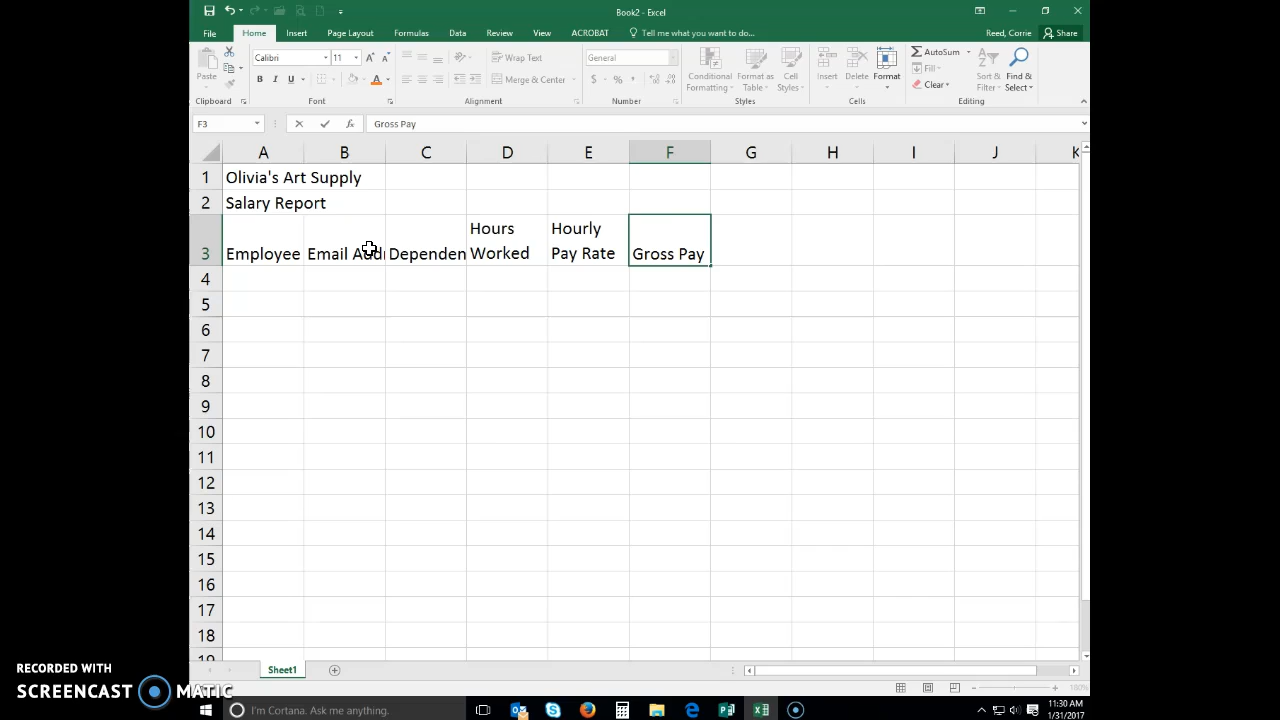 Book2 - Excel
File Home Insert Page Layout Formulas Data Review View ACROBAT Tell me what you want to do... Reed, Corrie Share
Calibri 11 Wrap Text General AutoSum
Paste B I U A Merge & Center $ % , Conditional Formatting Format as Table Cell Styles Insert Delete Format Fill Clear Sort & Filter Find & Select
Clipboard Font Alignment Number Styles Cells Editing
F3 fx Gross Pay
A B C D E F G H I J K
1 Olivia's Art Supply
2 Salary Report
Hours Hourly
3 Employee Email Addr Dependen Worked Pay Rate Gross Pay
4
5
6
7
8
9
10
11
12
13
14
15
16
17
18
19
Sheet1
100%
RECORDED WITH
SCREENCAST MATIC
I'm Cortana. Ask me anything.
11:30 AM
1/31/2017